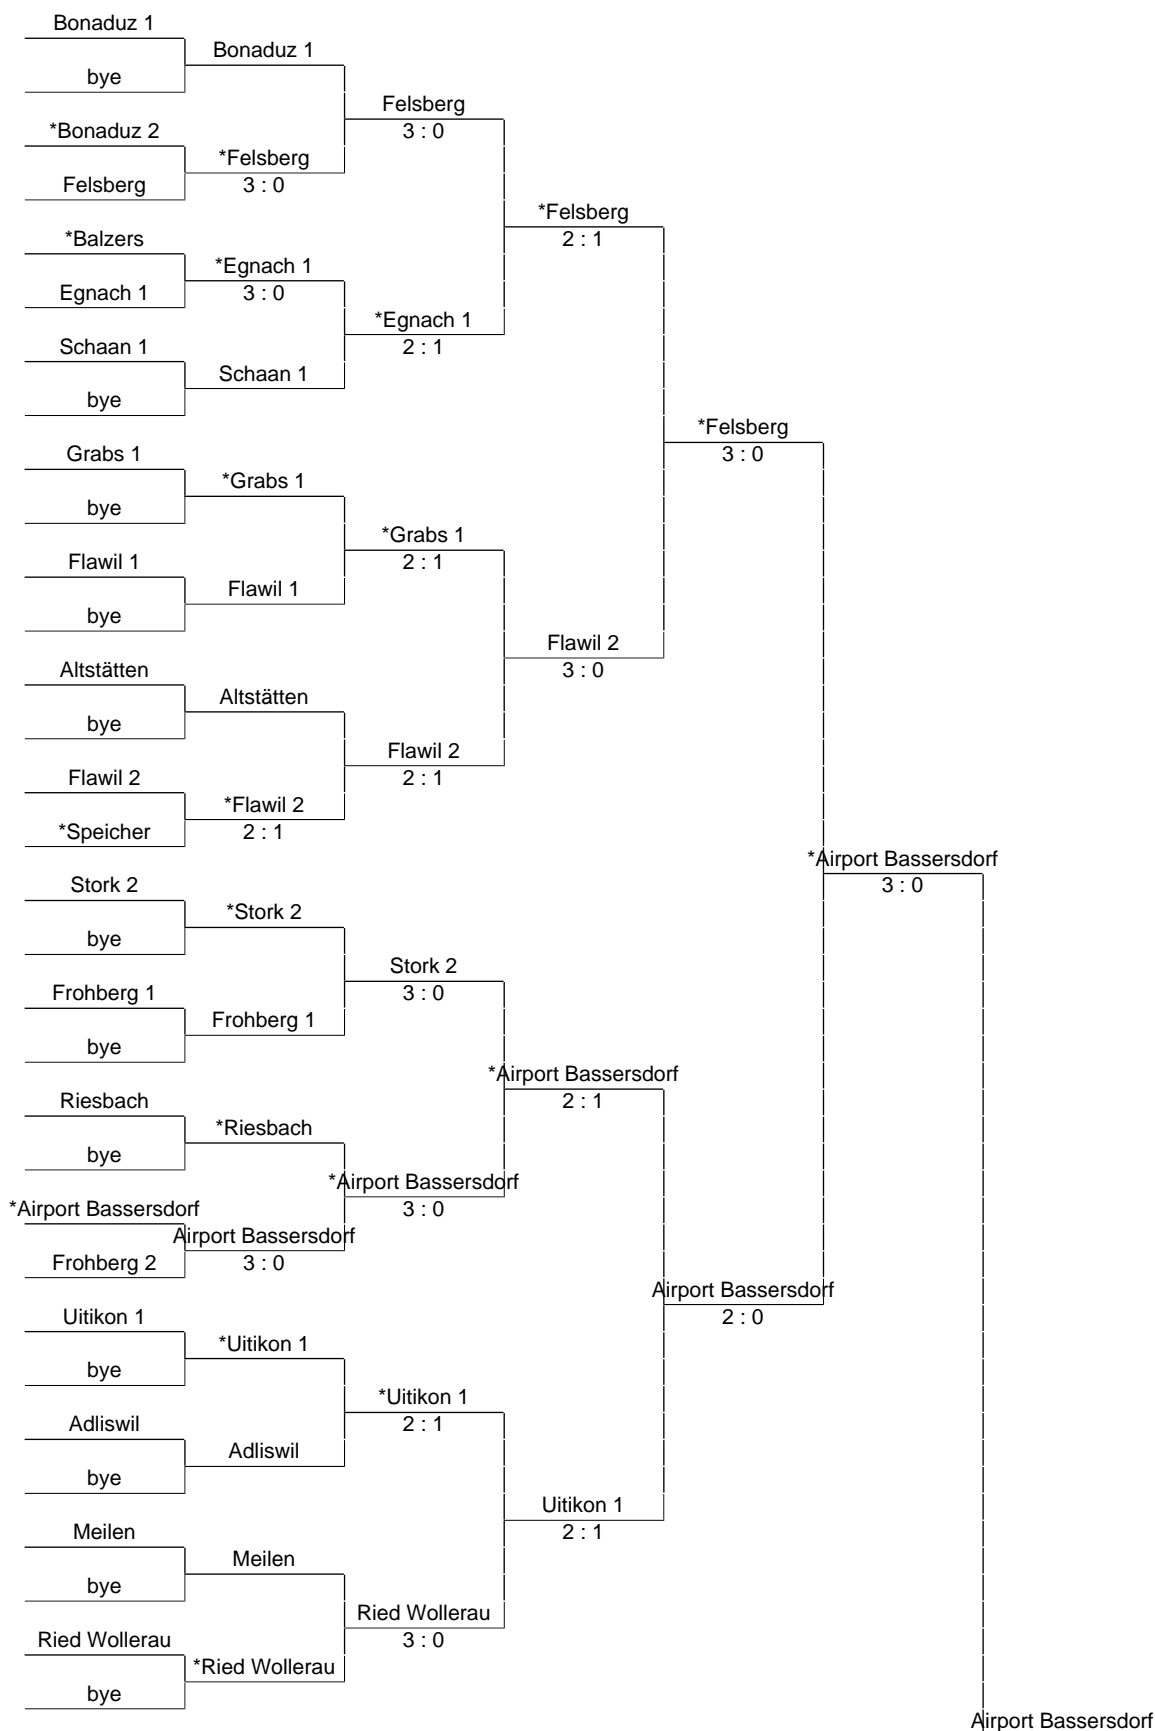 Bonaduz 1
Bonaduz 1
bye
Felsberg
3 : 0
*Bonaduz 2
*Felsberg
Felsberg
3 : 0
*Felsberg
2 : 1
*Balzers
*Egnach 1
Egnach 1
3 : 0
*Egnach 1
2 : 1
Schaan 1
Schaan 1
bye
*Felsberg
3 : 0
Grabs 1
*Grabs 1
bye
*Grabs 1
2 : 1
Flawil 1
Flawil 1
bye
Flawil 2
3 : 0
Altstätten
Altstätten
bye
Flawil 2
2 : 1
Flawil 2
*Flawil 2
*Speicher
2 : 1
*Airport Bassersdorf
3 : 0
Stork 2
*Stork 2
bye
Stork 2
3 : 0
Frohberg 1
Frohberg 1
bye
*Airport Bassersdorf
2 : 1
Riesbach
*Riesbach
bye
*Airport Bassersdorf
3 : 0
*Airport Bassersdorf
Airport Bassersdorf
Frohberg 2
3 : 0
Airport Bassersdorf
2 : 0
Uitikon 1
*Uitikon 1
bye
*Uitikon 1
2 : 1
Adliswil
Adliswil
bye
Uitikon 1
2 : 1
Meilen
Meilen
bye
Ried Wollerau
3 : 0
Ried Wollerau
*Ried Wollerau
bye
Airport Bassersdorf